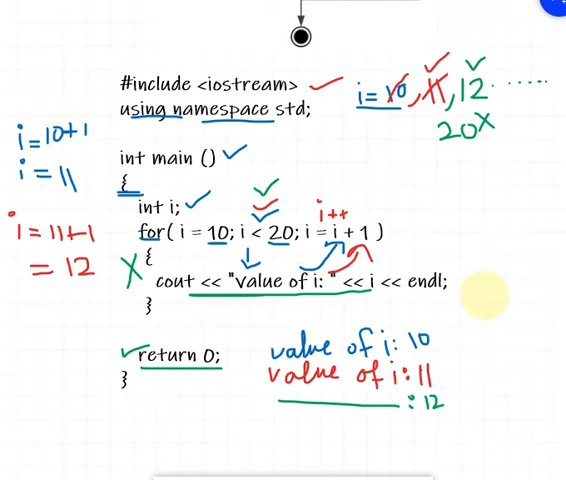 #include <iostream>
i = 10, 11, 12 ......
using namespace std;
20x
i = 10+1
int main ()
i = 11
{
int i;
i++
for( i = 10; i < 20; i = i + 1 )
i = 11+1
{
= 12
cout << "value of i: " << i << endl;
}
return 0;
value of i: 10
value of i: 11
}
: 12